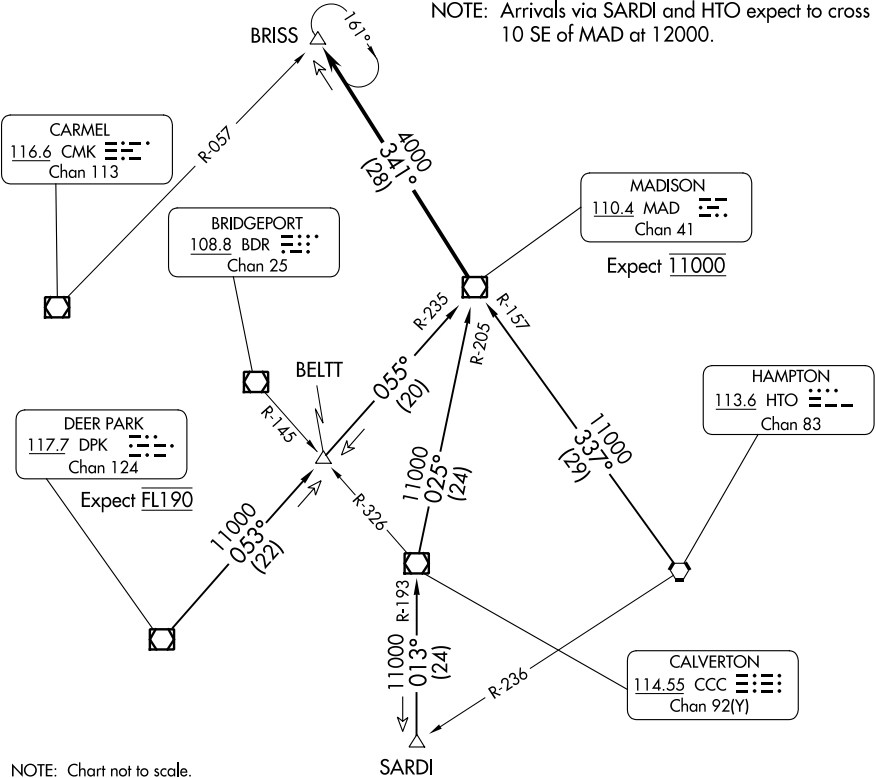 NOTE: Arrivals via SARDI and HTO expect to cross
10 SE of MAD at 12000.
BRISS
161°
CARMEL
116.6 CMK
Chan 113
R-057
4000
341°
(28)
MADISON
110.4 MAD
Chan 41
Expect 11000
BRIDGEPORT
108.8 BDR
Chan 25
R-235
R-157
R-205
BELTT
055°
(20)
R-145
HAMPTON
113.6 HTO
Chan 83
DEER PARK
117.7 DPK
Chan 124
Expect FL190
11000
053°
(22)
11000
025°
(24)
11000
337°
(29)
R-326
R-193
11000
013°
(24)
R-236
CALVERTON
114.55 CCC
Chan 92(Y)
SARDI
NOTE: Chart not to scale.